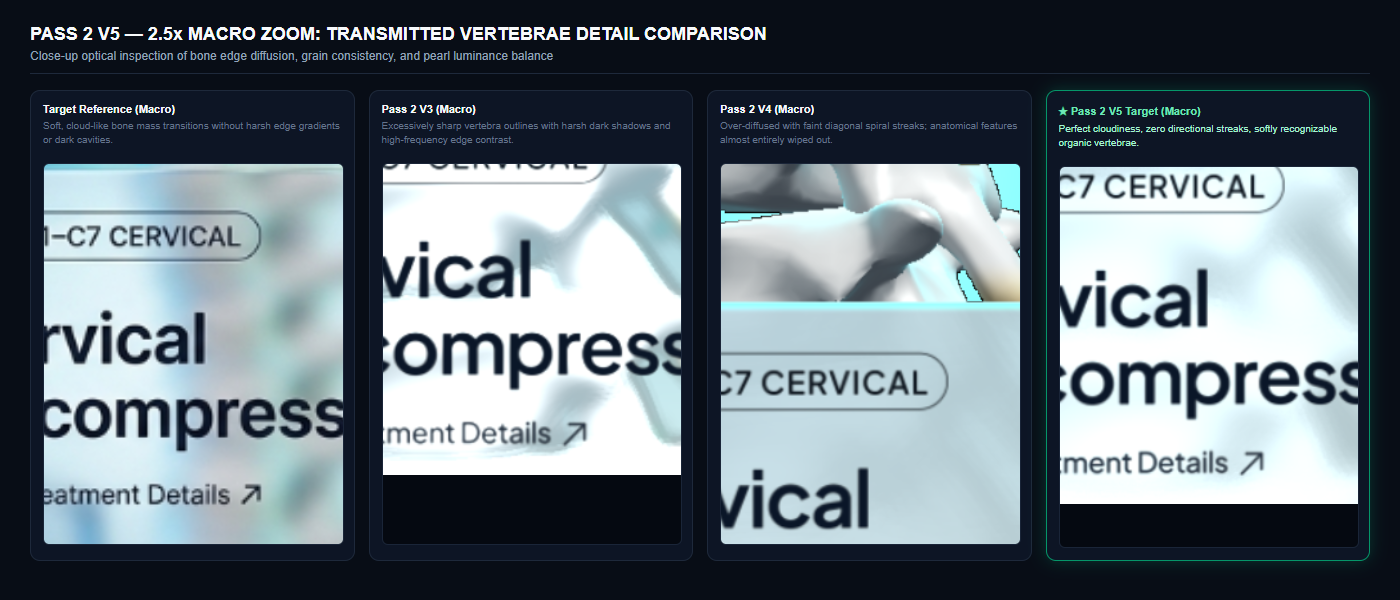 PASS 2 V5 — 2.5x MACRO ZOOM: TRANSMITTED VERTEBRAE DETAIL COMPARISON
Close-up optical inspection of bone edge diffusion, grain consistency, and pearl luminance balance
Target Reference (Macro)
Soft, cloud-like bone mass transitions without harsh edge gradients
or dark cavities.
1–C7 CERVICAL
rvical
compress
eatment Details ↗
Pass 2 V3 (Macro)
Excessively sharp vertebra outlines with harsh dark shadows and
high-frequency edge contrast.
C7 CERVICAL
vical
compress
tment Details ↗
Pass 2 V4 (Macro)
Over-diffused with faint diagonal spiral streaks; anatomical features
almost entirely wiped out.
C7 CERVICAL
vical
★ Pass 2 V5 Target (Macro)
Perfect cloudiness, zero directional streaks, softly recognizable
organic vertebrae.
C7 CERVICAL
vical
compress
tment Details ↗